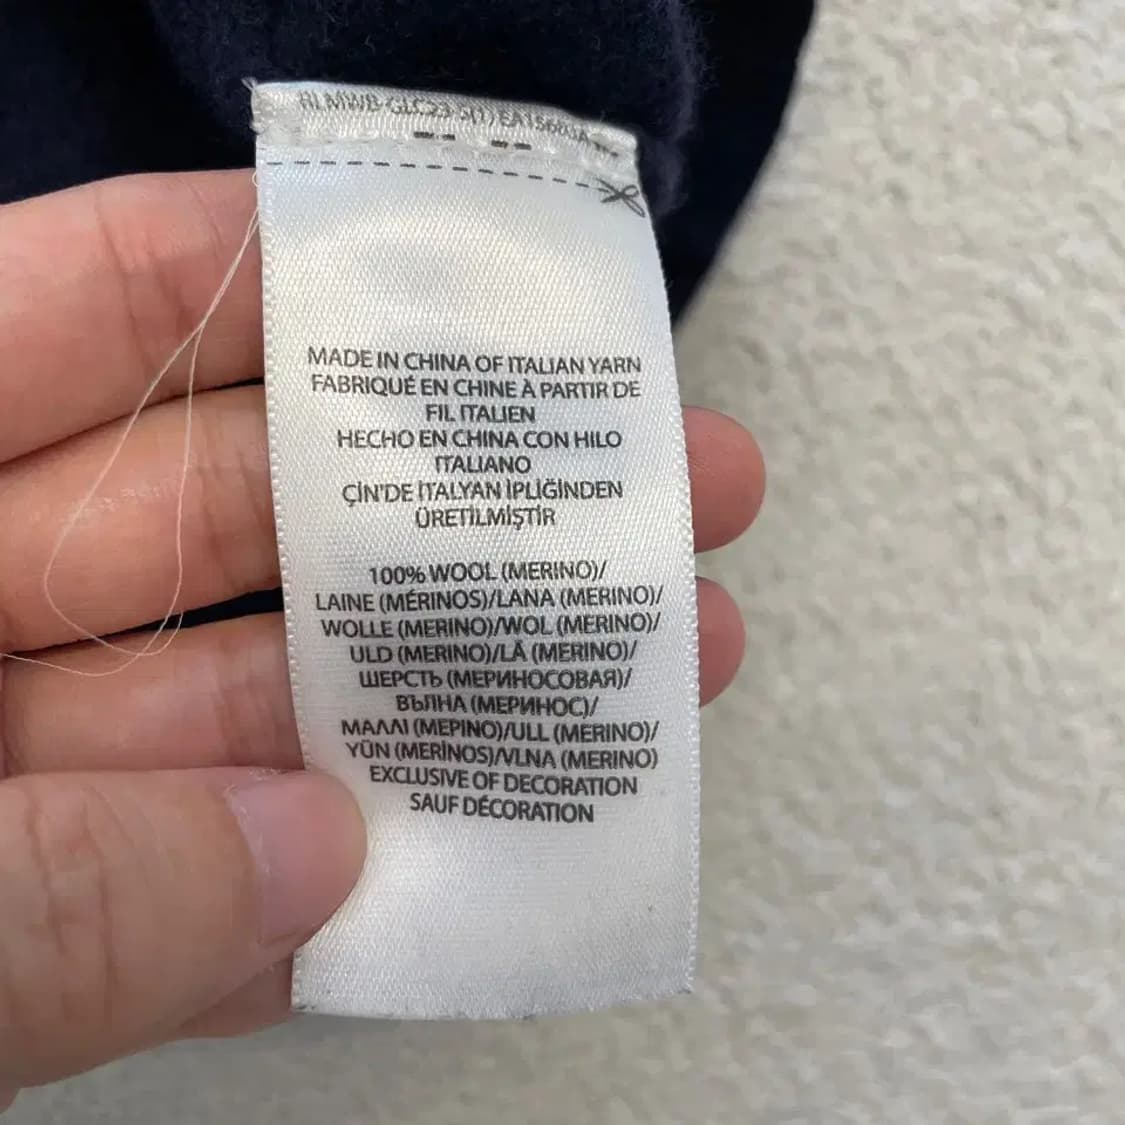 MADE IN CHINA OF ITALIAN YARN
FABRIQUÉ EN CHINE À PARTIR DE
FIL ITALIEN
HECHO EN CHINA CON HILO
ITALIANO
ÇİN'DE İTALYAN İPLİĞİNDEN
ÜRETİLMİŞTİR
100% WOOL (MERINO)/
LAINE (MÉRINOS)/LANA (MERINO)/
WOLLE (MERINO)/WOL (MERINO)/
ULD (MERINO)/LÃ (MERINO)/
ШЕРСТЬ (МЕРИНОСОВАЯ)/
ВЪЛНА (МЕРИНОС)/
ΜΑΛΛΙ (ΜΕΡΙΝΟ)/ULL (MERINO)/
YÜN (MERİNOS)/VLNA (MERINO)
EXCLUSIVE OF DECORATION
SAUF DÉCORATION